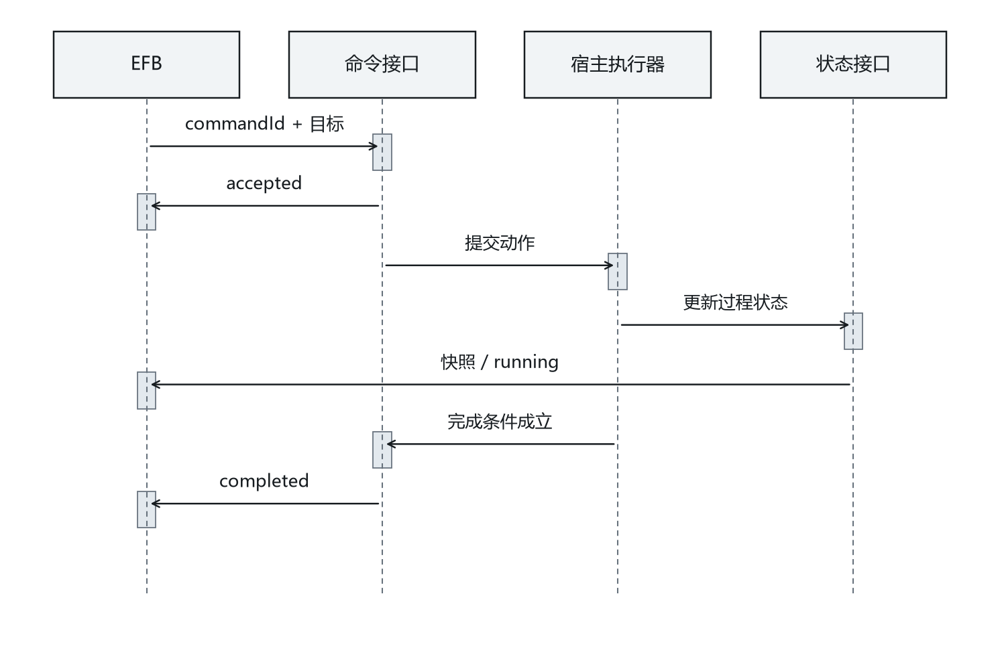 EFB
命令接口
宿主执行器
状态接口
commandId + 目标
accepted
提交动作
更新过程状态
快照 / running
完成条件成立
completed